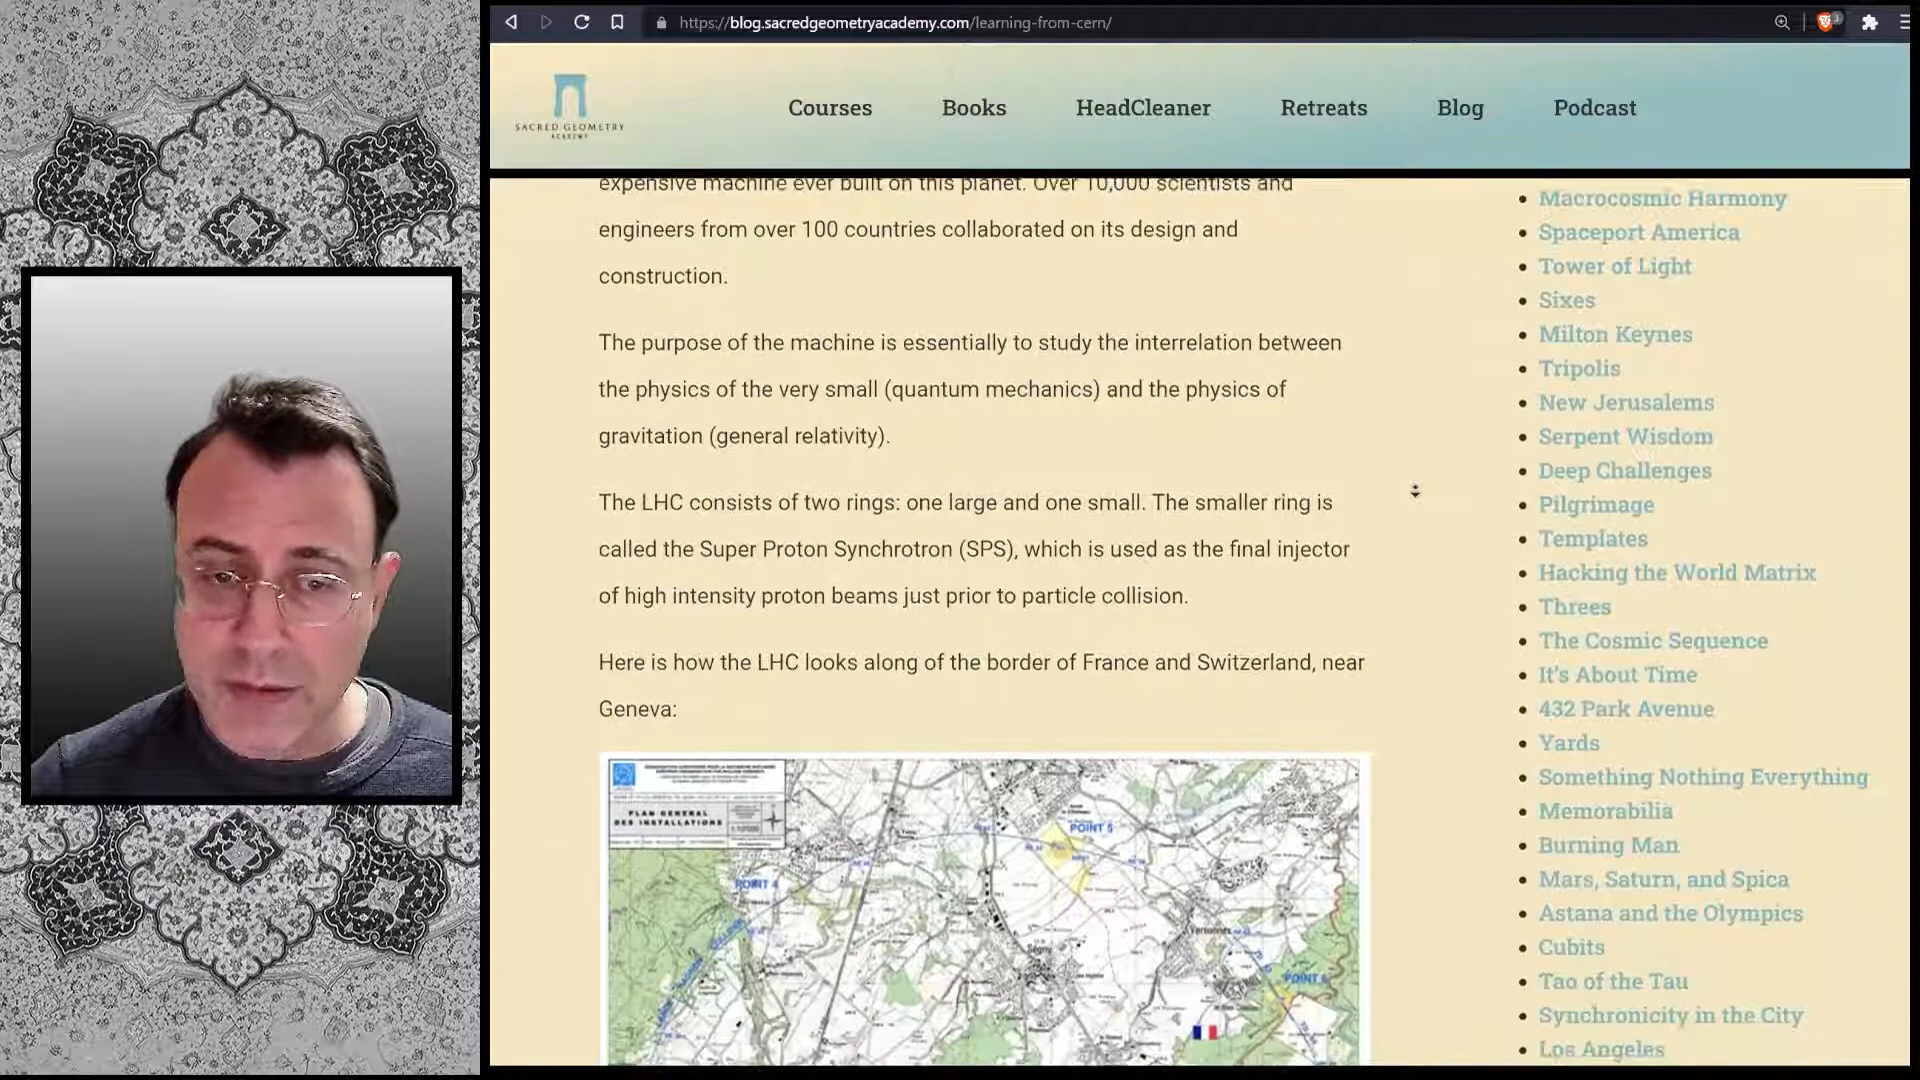 https://blog.sacredgeometryacademy.com/learning-from-cern/
3
SACRED GEOMETRY
ACADEMY
Courses
Books
HeadCleaner
Retreats
Blog
Podcast
expensive machine ever built on this planet. Over 10,000 scientists and
engineers from over 100 countries collaborated on its design and
construction.
The purpose of the machine is essentially to study the interrelation between
the physics of the very small (quantum mechanics) and the physics of
gravitation (general relativity).
The LHC consists of two rings: one large and one small. The smaller ring is
called the Super Proton Synchrotron (SPS), which is used as the final injector
of high intensity proton beams just prior to particle collision.
Here is how the LHC looks along of the border of France and Switzerland, near
Geneva:
PLAN GENERAL
DES INSTALLATIONS
POINT 5
POINT 4
Ségny
POINT 6
Macrocosmic Harmony
Spaceport America
Tower of Light
Sixes
Milton Keynes
Tripolis
New Jerusalems
Serpent Wisdom
Deep Challenges
Pilgrimage
Templates
Hacking the World Matrix
Threes
The Cosmic Sequence
It's About Time
432 Park Avenue
Yards
Something Nothing Everything
Memorabilia
Burning Man
Mars, Saturn, and Spica
Astana and the Olympics
Cubits
Tao of the Tau
Synchronicity in the City
Los Angeles